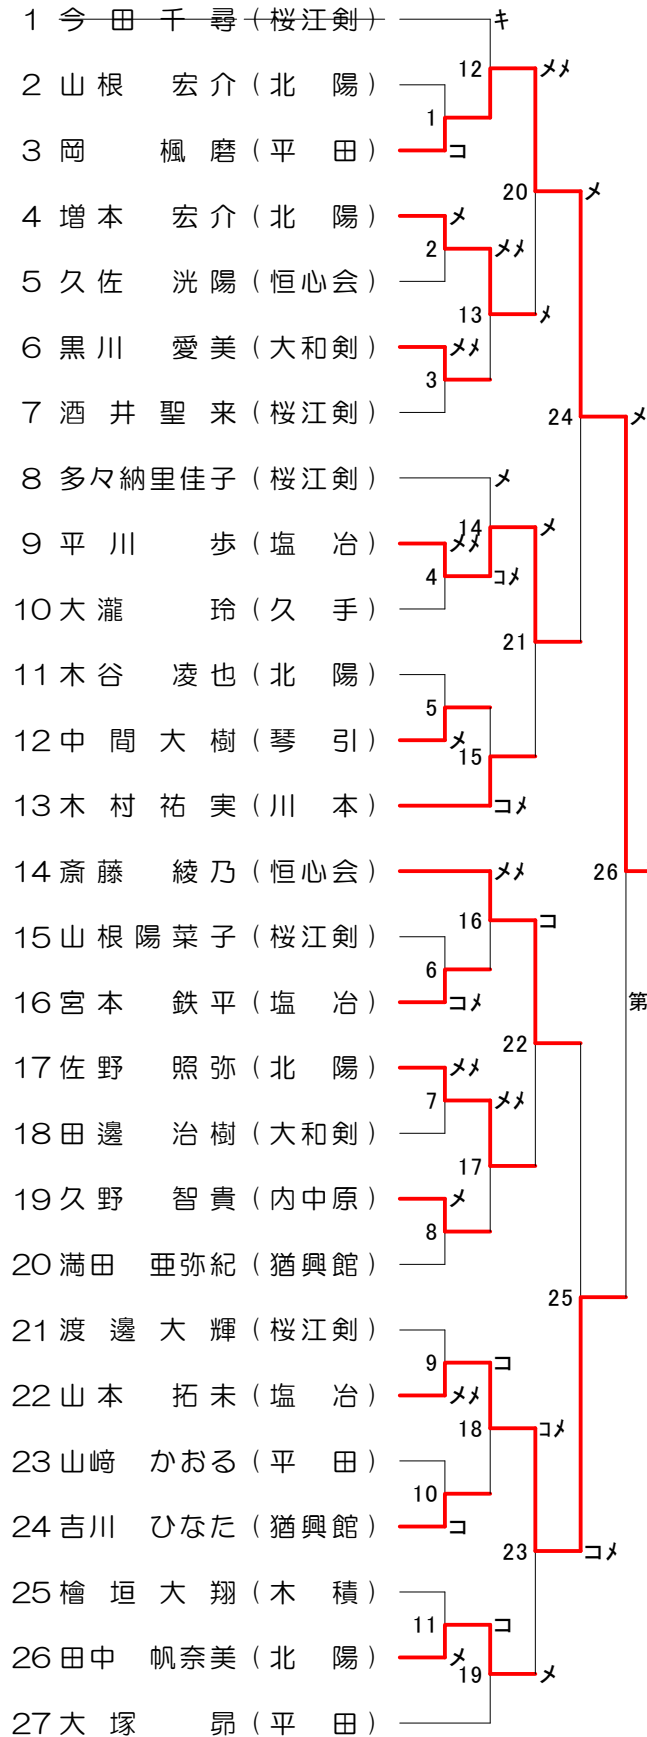 1 今田千尋(桜江剣) キ
12 メメ
2 山根 宏介(北 陽)
1
3 岡 楓磨(平 田) コ
20 メ
4 増本 宏介(北 陽) メ
2 メメ
5 久佐 洸陽(恒心会)
13 メ
6 黒川 愛美(大和剣) メメ
3
7 酒井聖来(桜江剣)
24 メ
8 多々納里佳子(桜江剣) メ
14 メ
9 平川 歩(塩 冶) メメ
4 コメ
10 大瀧 玲(久 手)
21
11 木谷 凌也(北 陽)
5
12 中間大樹(琴 引) メ
15
13 木村祐実(川 本) コメ
14 斎藤 綾乃(恒心会) メメ
26
16 コ
15 山根陽菜子(桜江剣)
6
16 宮本 鉄平(塩 冶) コメ
第
22
17 佐野 照弥(北 陽) メメ
7 メメ
18 田邊 治樹(大和剣)
17
19 久野 智貴(内中原) メ
8
20 満田 亜弥紀(猶興館)
25
21 渡邊大輝(桜江剣)
9 コ
22 山本 拓未(塩 冶) メメ
18 コメ
23 山﨑 かおる(平 田)
10
24 吉川 ひなた(猶興館) コ
23 コメ
25 檜垣大翔(木 積)
11 コ
26 田中 帆奈美(北 陽) メ
19 メ
27 大塚 昴(平 田)